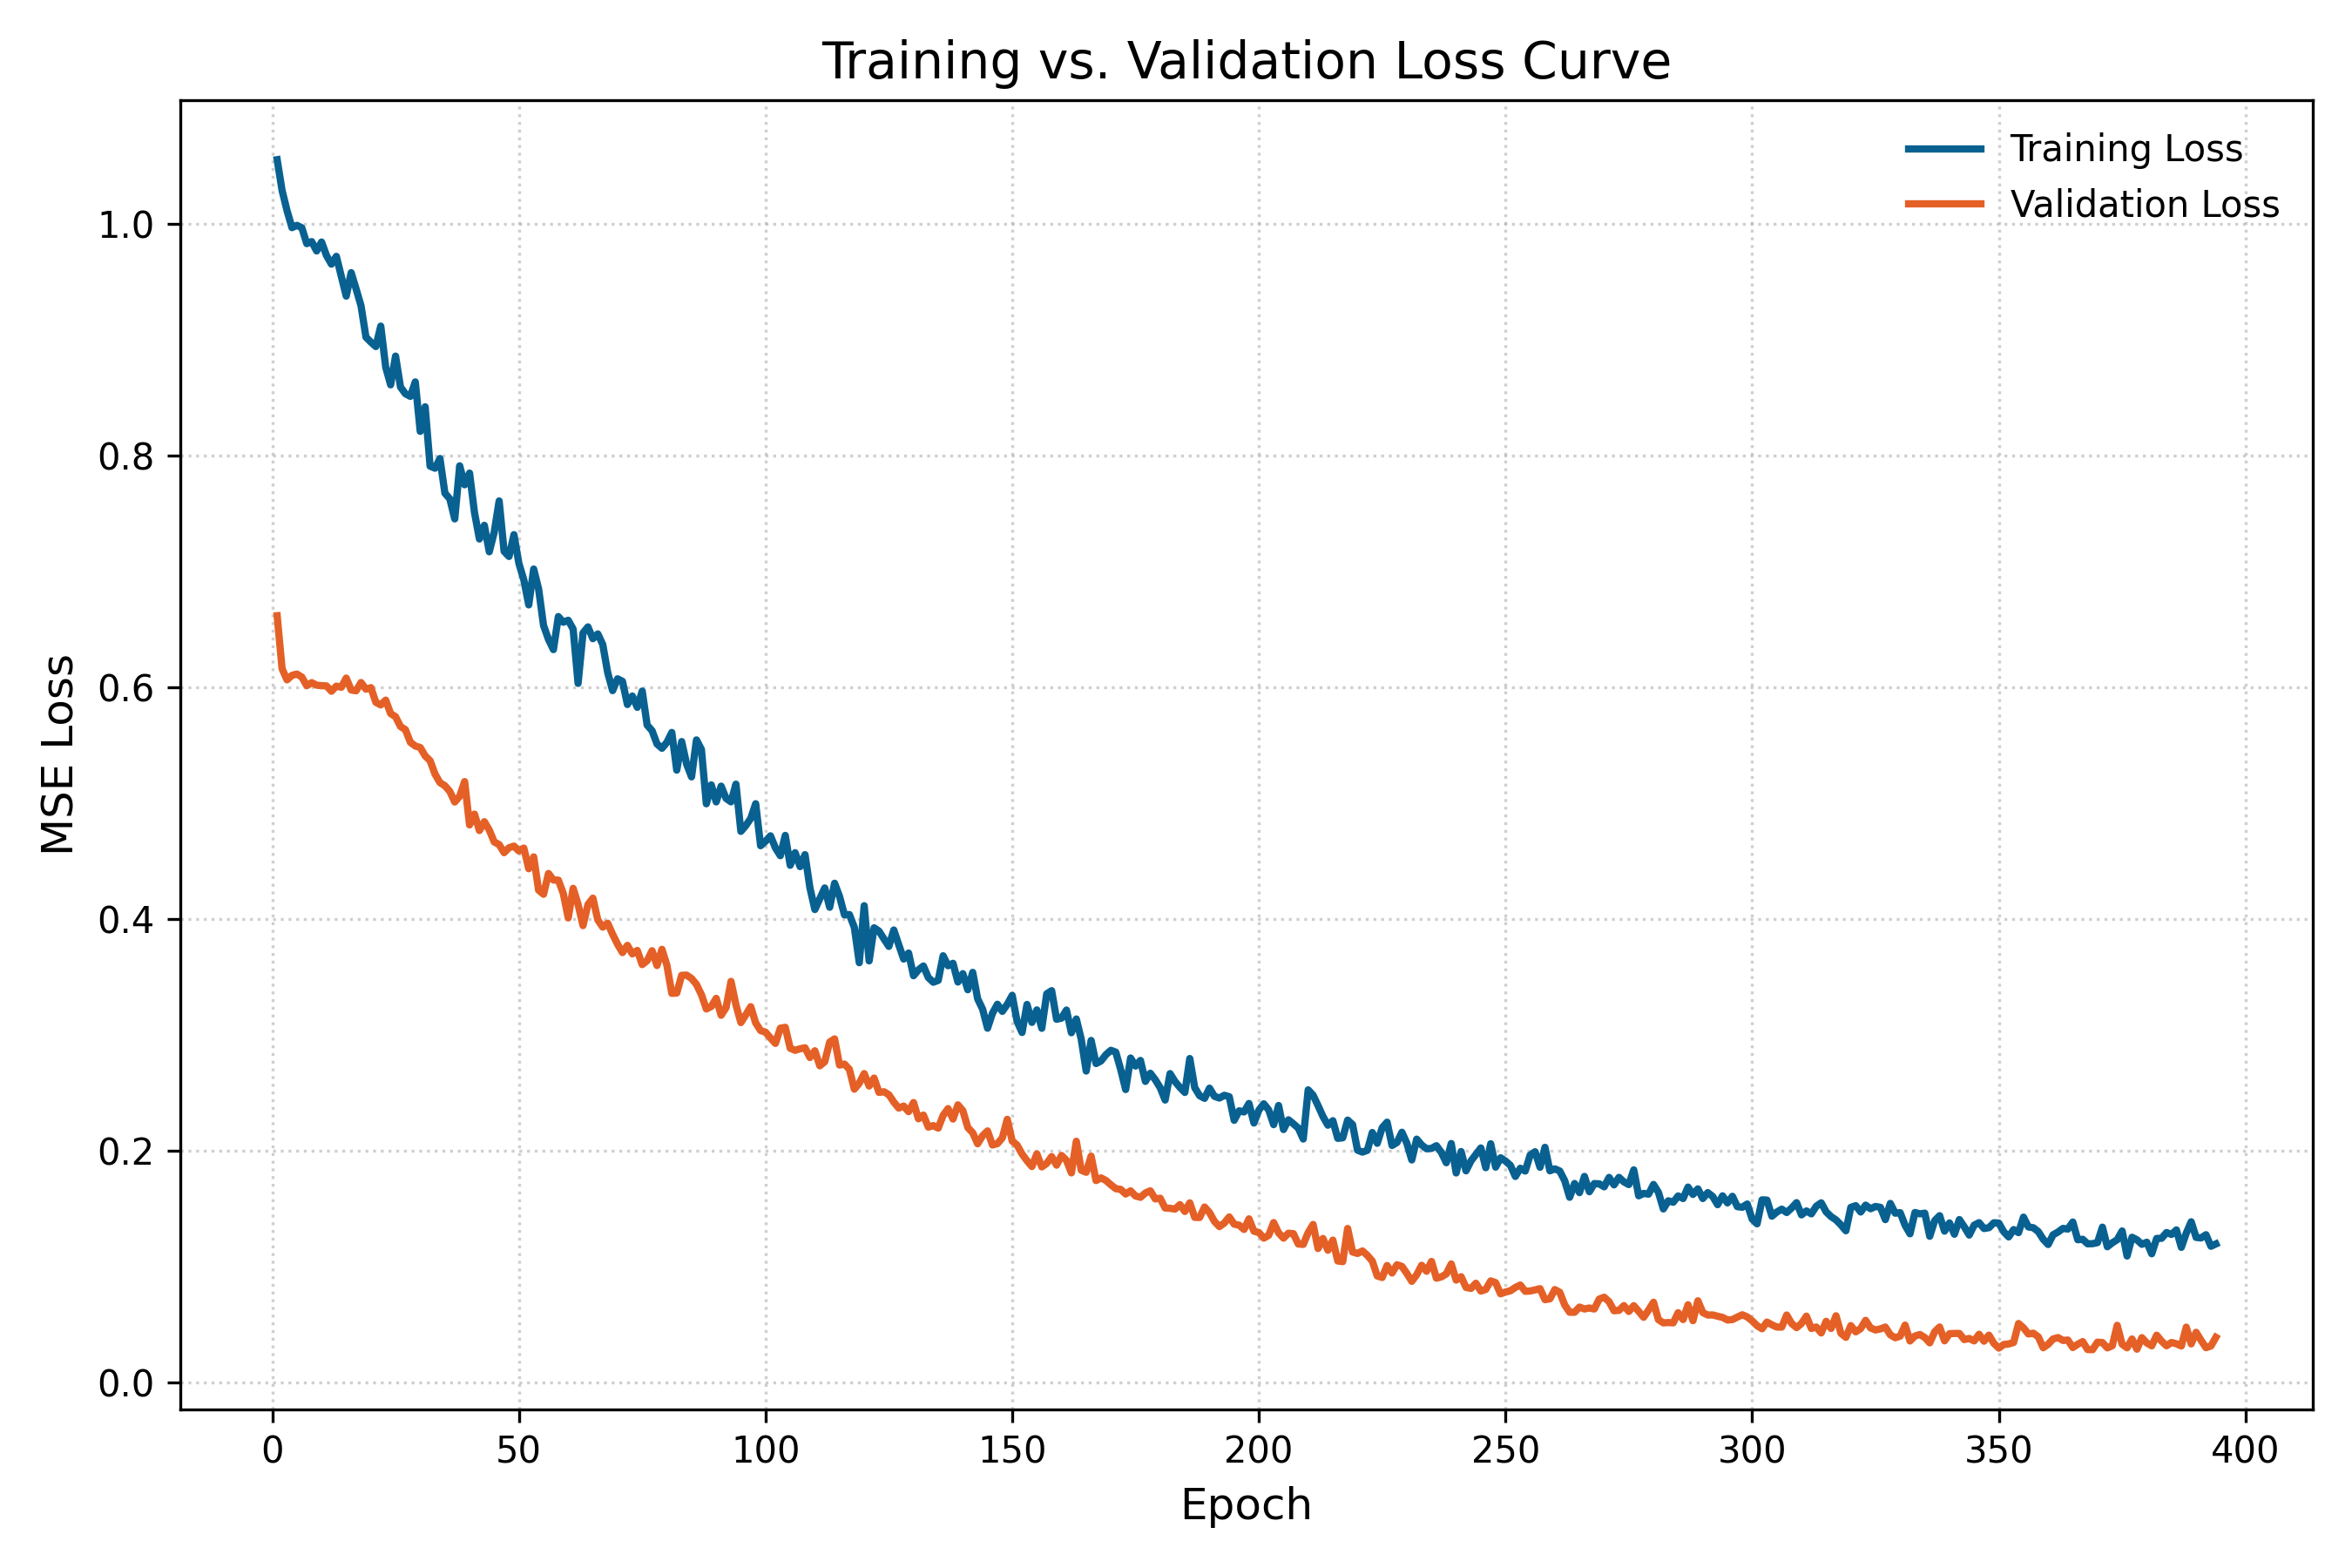 Training vs. Validation Loss Curve
Training Loss
Validation Loss
1.0
0.8
0.6
0.4
0.2
0.0
MSE Loss
0 50 100 150 200 250 300 350 400
Epoch